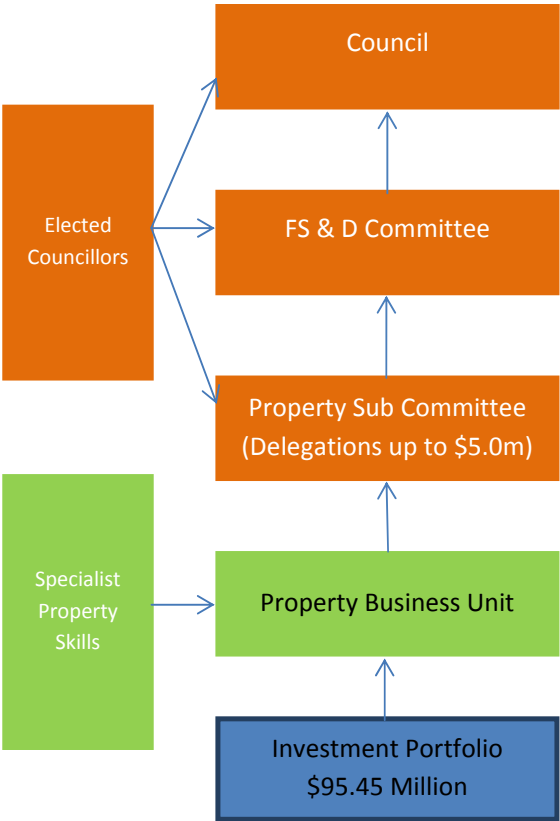 Council
Elected
Councillors
FS & D Committee
Property Sub Committee
(Delegations up to $5.0m)
Specialist
Property
Skills
Property Business Unit
Investment Portfolio
$95.45 Million